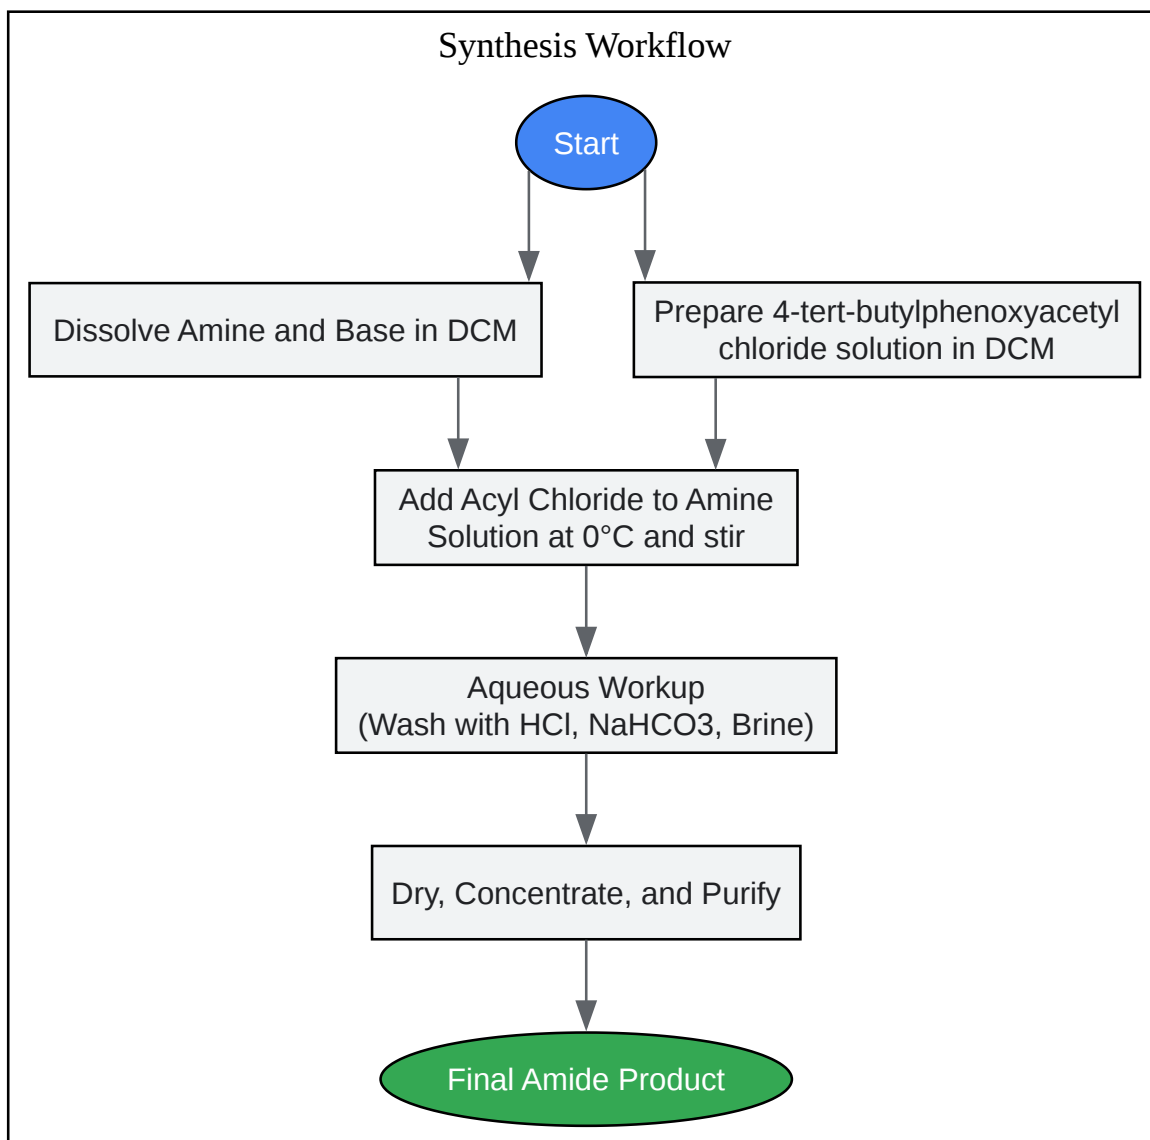 Synthesis Workflow
Start
Dissolve Amine and Base in DCM
Prepare 4-tert-butylphenoxyacetyl
chloride solution in DCM
Add Acyl Chloride to Amine
Solution at 0°C and stir
Aqueous Workup
(Wash with HCl, NaHCO3, Brine)
Dry, Concentrate, and Purify
Final Amide Product